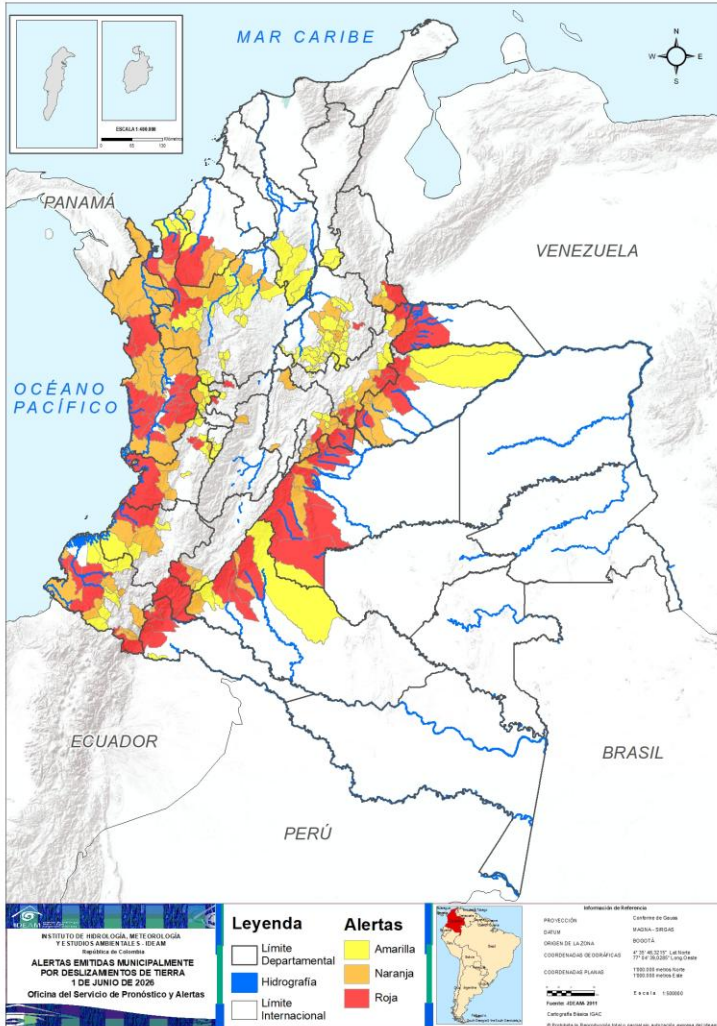 MAR CARIBE
N
W
E
S
ESCALA 1:400.000
PANAMÁ
VENEZUELA
OCÉANO
PACÍFICO
ECUADOR
BRASIL
PERÚ
IDEAM
INSTITUTO DE HIDROLOGÍA, METEOROLOGÍA
Y ESTUDIOS AMBIENTALES - IDEAM
República de Colombia
ALERTAS EMITIDAS MUNICIPALMENTE
POR DESLIZAMIENTOS DE TIERRA
1 DE JUNIO DE 2026
Oficina del Servicio de Pronóstico y Alertas
Leyenda
Límite
Departamental
Hidrografía
Límite
Internacional
Alertas
Amarilla
Naranja
Roja
Información de Referencia
PROYECCIÓN Conforme de Gauss
DATUM MAGNA - SIRGAS
ORIGEN DE LA ZONA BOGOTÁ
COORDENADAS GEOGRÁFICAS
COORDENADAS PLANAS
Fuente: IDEAM 2011
Cartografía Básica IGAC